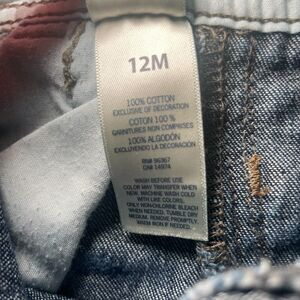 12M
100% COTTON
EXCLUSIVE OF DECORATION
COTON 100 %
GARNITURES NON COMPRISES
100% ALGODÓN
EXCLUYENDO LA DECORACIÓN
RN# 96367
CA# 14974
WASH BEFORE USE
COLOR MAY TRANSFER WHEN
NEW. MACHINE WASH COLD
WITH LIKE COLORS.
ONLY NON-CHLORINE BLEACH
WHEN NEEDED. TUMBLE DRY
MEDIUM. REMOVE PROMPTLY.
WARM IRON IF NEEDED.